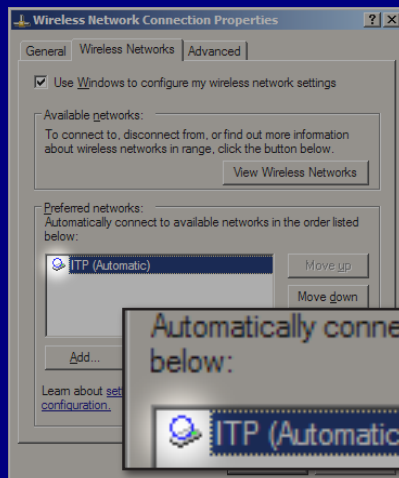 Wireless Network Connection Properties
General Wireless Networks Advanced
Use Windows to configure my wireless network settings
Available networks:
To connect to, disconnect from, or find out more information
about wireless networks in range, click the button below.
View Wireless Networks
Preferred networks:
Automatically connect to available networks in the order listed
below:
ITP (Automatic)
Move up
Move down
Add...
Learn about
configuration.
Automatically conne
below:
ITP (Automatic